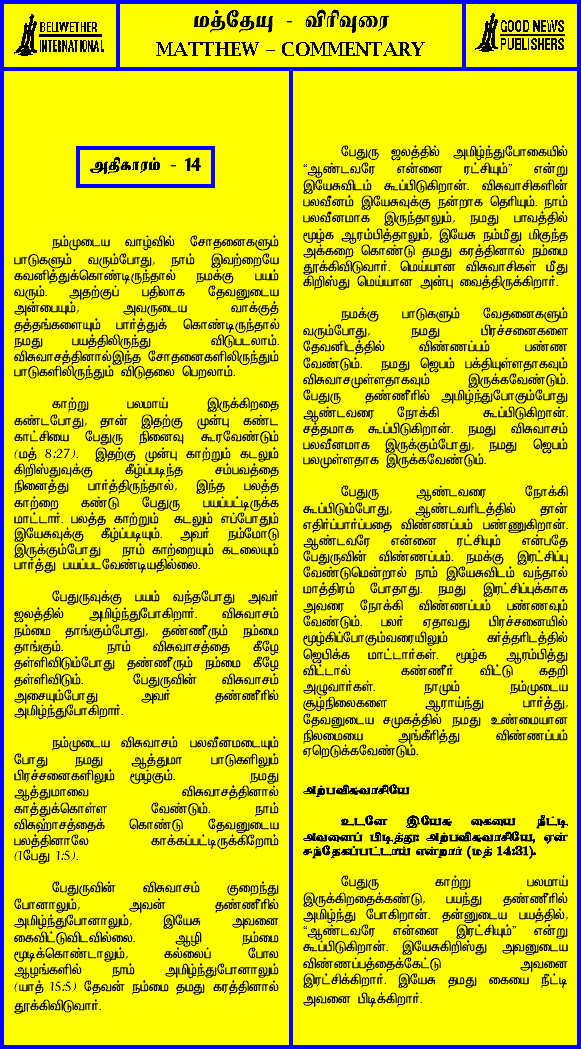 BELIWETHER
INTERNATIONAL
மத்தேயு - விரிவுரை
MATTHEW – COMMENTARY
GOOD NEWS
PUBLISHERS
அதிகாரம் - 14
நம்முடைய வாழ்வில் சோதனைகளும்
பாடுகளும் வரும்போது, நாம் இவற்றையே
கவனித்துக்கொண்டிருந்தால் நமக்கு பயம்
வரும். அதற்குப் பதிலாக தேவனுடைய
அன்பையும், அவருடைய வாக்குத்
தத்தங்களையும் பார்த்துக் கொண்டிருந்தால்
நமது பயத்திலிருந்து விடுபடலாம்.
விசுவாசத்தினால்இந்த சோதனைகளிலிருந்தும்
பாடுகளிலிருந்தும் விடுதலை பெறலாம்.
காற்று பலமாய் இருக்கிறதை
கண்டபோது, தான் இதற்கு முன்பு கண்ட
காட்சியை பேதுரு நினைவு கூரவேண்டும்
(மத் 8:27). இதற்கு முன்பு காற்றும் கடலும்
கிறிஸ்துவுக்கு கீழ்ப்படிந்த சம்பவத்தை
நினைத்து பார்த்திருந்தால், இந்த பலத்த
காற்றை கண்டு பேதுரு பயப்பட்டிருக்க
மாட்டார். பலத்த காற்றும் கடலும் எப்போதும்
இயேசுவுக்கு கீழ்ப்படியும். அவர் நம்மோடு
இருக்கும்போது நாம் காற்றையும் கடலையும்
பார்த்து பயப்படவேண்டியதில்லை.
பேதுருவுக்கு பயம் வந்தபோது அவர்
ஜலத்தில் அமிழ்ந்துபோகிறார். விசுவாசம்
நம்மை தாங்கும்போது, தண்ணீரும் நம்மை
தாங்கும். நாம் விசுவாசத்தை கீழே
தள்ளிவிடும்போது தண்ணீரும் நம்மை கீழே
தள்ளிவிடும். பேதுருவின் விசுவாசம்
அசையும்போது அவர் தண்ணீரில்
அமிழ்ந்துபோகிறார்.
நம்முடைய விசுவாசம் பலவீனமடையும்
போது நமது ஆத்துமா பாடுகளிலும்
பிரச்சனைகளிலும் மூழ்கும். நமது
ஆத்துமாவை விசுவாசத்தினால்
காத்துக்கொள்ள வேண்டும். நாம்
விசுஹாசத்தைக் கொண்டு தேவனுடைய
பலத்தினாலே காக்கப்பட்டிருக்கிறோம்
(1பேது 1:5).
பேதுருவின் விசுவாசம் குறைந்து
போனாலும், அவன் தண்ணீரில்
அமிழ்ந்துபோனாலும், இயேசு அவனை
கைவிட்டுவிடவில்லை. ஆழி நம்மை
மூடிக்கொண்டாலும், கல்லைப் போல
ஆழங்களில் நாம் அமிழ்ந்துபோனாலும்
(யாத் 15:5) தேவன் நம்மை தமது கரத்தினால்
தூக்கிவிடுவார்.
பேதுரு ஜலத்தில் அமிழ்ந்துபோகையில்
“ஆண்டவரே என்னை ரட்சியும்” என்று
இயேசுவிடம் கூப்பிடுகிறான். விசுவாசிகளின்
பலவீனம் இயேசுவுக்கு நன்றாக தெரியும். நாம்
பலவீனமாக இருந்தாலும், நமது பாவத்தில்
மூழ்க ஆரம்பித்தாலும், இயேசு நம்மீது மிகுந்த
அக்கறை கொண்டு தமது கரத்தினால் நம்மை
தூக்கிவிடுவார். மெய்யான விசுவாசிகள் மீது
கிறிஸ்து மெய்யான அன்பு வைத்திருக்கிறார்.
நமக்கு பாடுகளும் வேதனைகளும்
வரும்போது, நமது பிரச்சனைகளை
தேவனிடத்தில் விண்ணப்பம் பண்ண
வேண்டும். நமது ஜெபம் பக்தியுள்ளதாகவும்
விசுவாசமுள்ளதாகவும் இருக்கவேண்டும்.
பேதுரு தண்ணீரில் அமிழ்ந்துபோகும்போது
ஆண்டவரை நோக்கி கூப்பிடுகிறான்.
சத்தமாக கூப்பிடுகிறான். நமது விசுவாசம்
பலவீனமாக இருக்கும்போது, நமது ஜெபம்
பலமுள்ளதாக இருக்கவேண்டும்.
பேதுரு ஆண்டவரை நோக்கி
கூப்பிடும்போது, ஆண்டவரிடத்தில் தான்
எதிர்ப்பார்ப்பதை விண்ணப்பம் பண்ணுகிறான்.
ஆண்டவரே என்னை ரட்சியும் என்பதே
பேதுருவின் விண்ணப்பம். நமக்கு இரட்சிப்பு
வேண்டுமென்றால் நாம் இயேசுவிடம் வந்தால்
மாத்திரம் போதாது. நமது இரட்சிப்புக்காக
அவரை நோக்கி விண்ணப்பம் பண்ணவும்
வேண்டும். பலர் ஏதாவது பிரச்சனையில்
மூழ்கிப்போகும்வரையிலும் கர்த்தரிடத்தில்
ஜெபிக்க மாட்டார்கள். மூழ்க ஆரம்பித்து
விட்டால் கண்ணீர் விட்டு கதறி
அழுவார்கள். நாமும் நம்முடைய
சூழ்நிலைகளை ஆராய்ந்து பார்த்து,
தேவனுடைய சமுகத்தில் நமது உண்மையான
நிலமையை அங்கீரித்து விண்ணப்பம்
ஏறெடுக்கவேண்டும்.
அற்பவிசுவாசியே
உடனே இயேசு கையை நீட்டி
அவனைப் பிடித்து: அற்பவிசுவாசியே, ஏன்
சந்தேகப்பட்டாய் என்றார் (மத் 14:31).
பேதுரு காற்று பலமாய்
இருக்கிறதைக்கண்டு, பயந்து தண்ணீரில்
அமிழ்ந்து போகிறான். தன்னுடைய பயத்தில்,
“ஆண்டவரே என்னை இரட்சியும்” என்று
கூப்பிடுகிறான். இயேசுகிறிஸ்து அவனுடைய
விண்ணப்பத்தைக்கேட்டு அவனை
இரட்சிக்கிறார். இயேசு தமது கையை நீட்டி
அவனை பிடிக்கிறார்.